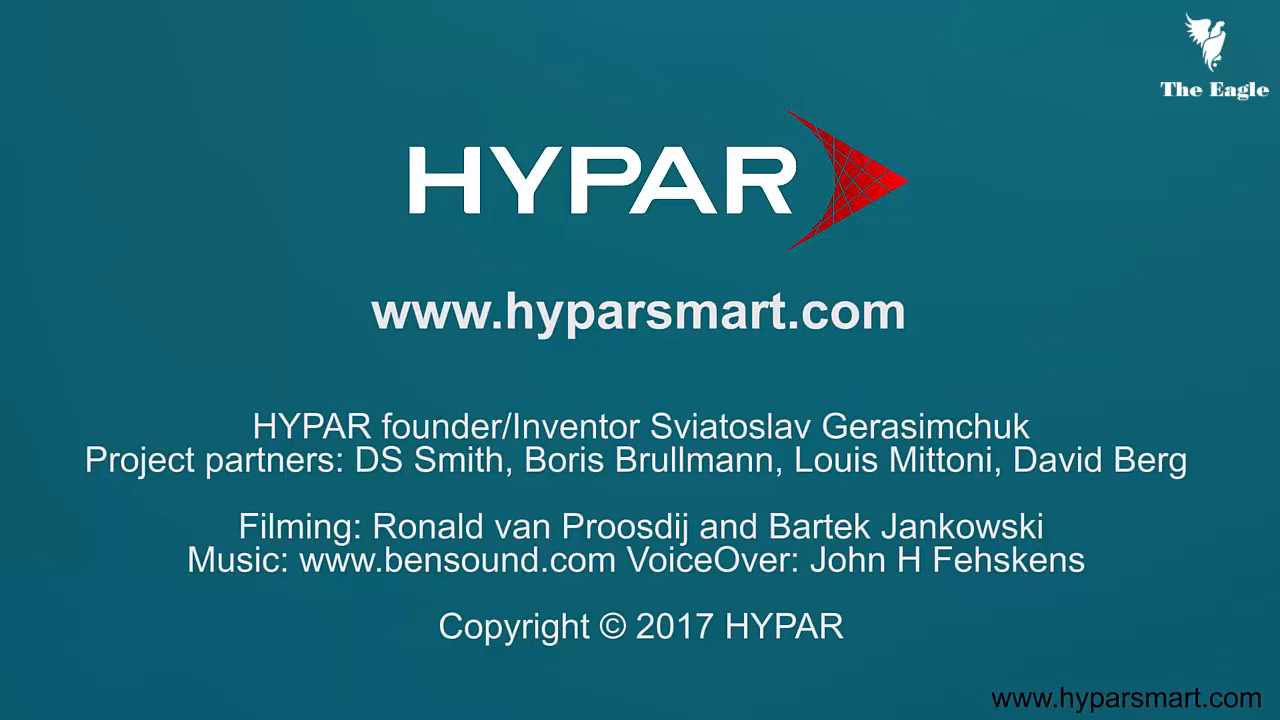 The Eagle
HYPAR
www.hyparsmart.com
HYPAR founder/Inventor Sviatoslav Gerasimchuk
Project partners: DS Smith, Boris Brullmann, Louis Mittoni, David Berg
Filming: Ronald van Proosdij and Bartek Jankowski
Music: www.bensound.com VoiceOver: John H Fehskens
Copyright © 2017 HYPAR
www.hyparsmart.com